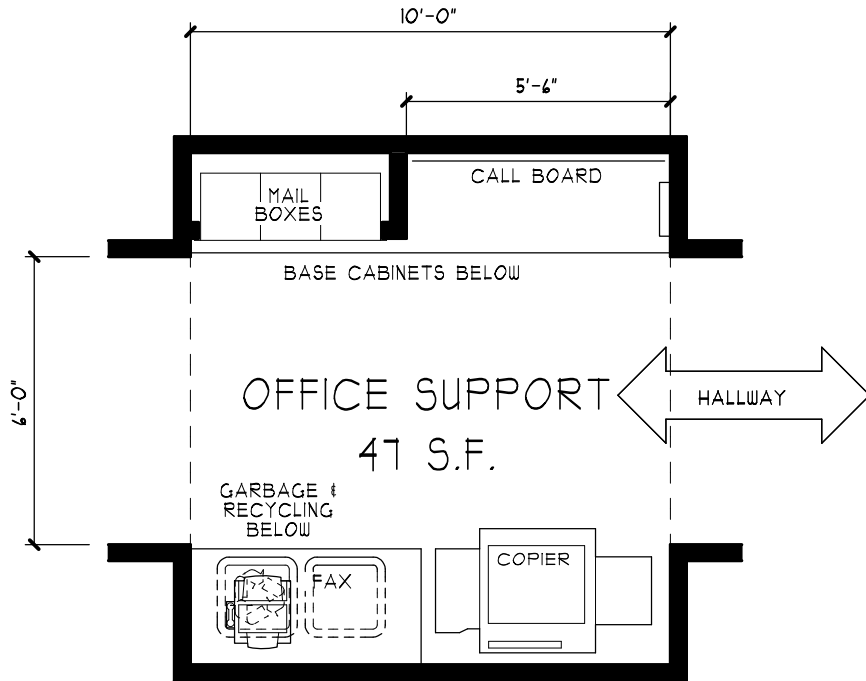 10'-0"
5'-6"
CALL BOARD
MAIL
BOXES
BASE CABINETS BELOW
6'-0"
OFFICE SUPPORT
HALLWAY
47 S.F.
GARBAGE &
RECYCLING
BELOW
FAX
COPIER